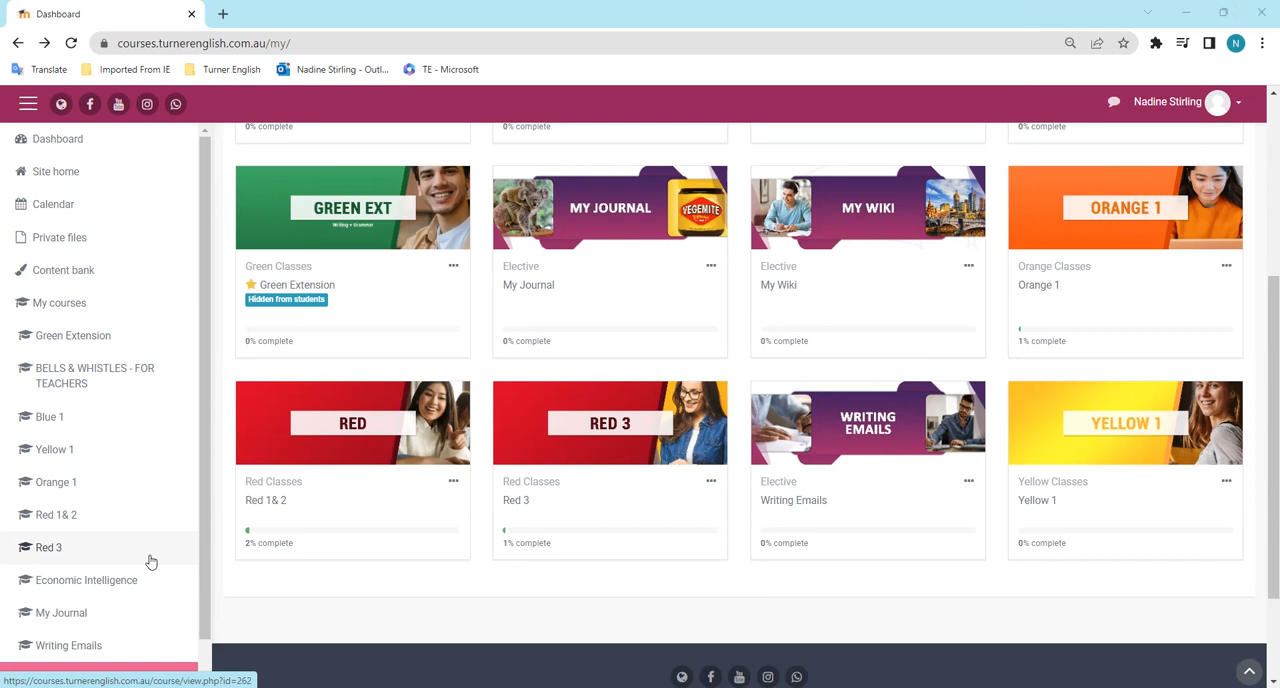 Dashboard
courses.turnerenglish.com.au/my/
N
Translate
Imported From IE
Turner English
Nadine Stirling - Outl...
TE - Microsoft
Nadine Stirling
Dashboard
Site home
Calendar
Private files
Content bank
My courses
Green Extension
BELLS & WHISTLES - FOR
TEACHERS
Blue 1
Yellow 1
Orange 1
Red 1& 2
Red 3
Economic Intelligence
My Journal
Writing Emails
0% complete
0% complete
0% complete
GREEN EXT
Writing + Grammar
Green Classes
Green Extension
Hidden from students
0% complete
MY JOURNAL
VEGEMITE
Elective
My Journal
0% complete
MY WIKI
Elective
My Wiki
0% complete
ORANGE 1
Orange Classes
Orange 1
1% complete
RED
Red Classes
Red 1& 2
2% complete
RED 3
Red Classes
Red 3
1% complete
WRITING
EMAILS
Elective
Writing Emails
0% complete
YELLOW 1
Yellow Classes
Yellow 1
0% complete
https://courses.turnerenglish.com.au/course/view.php?id=262